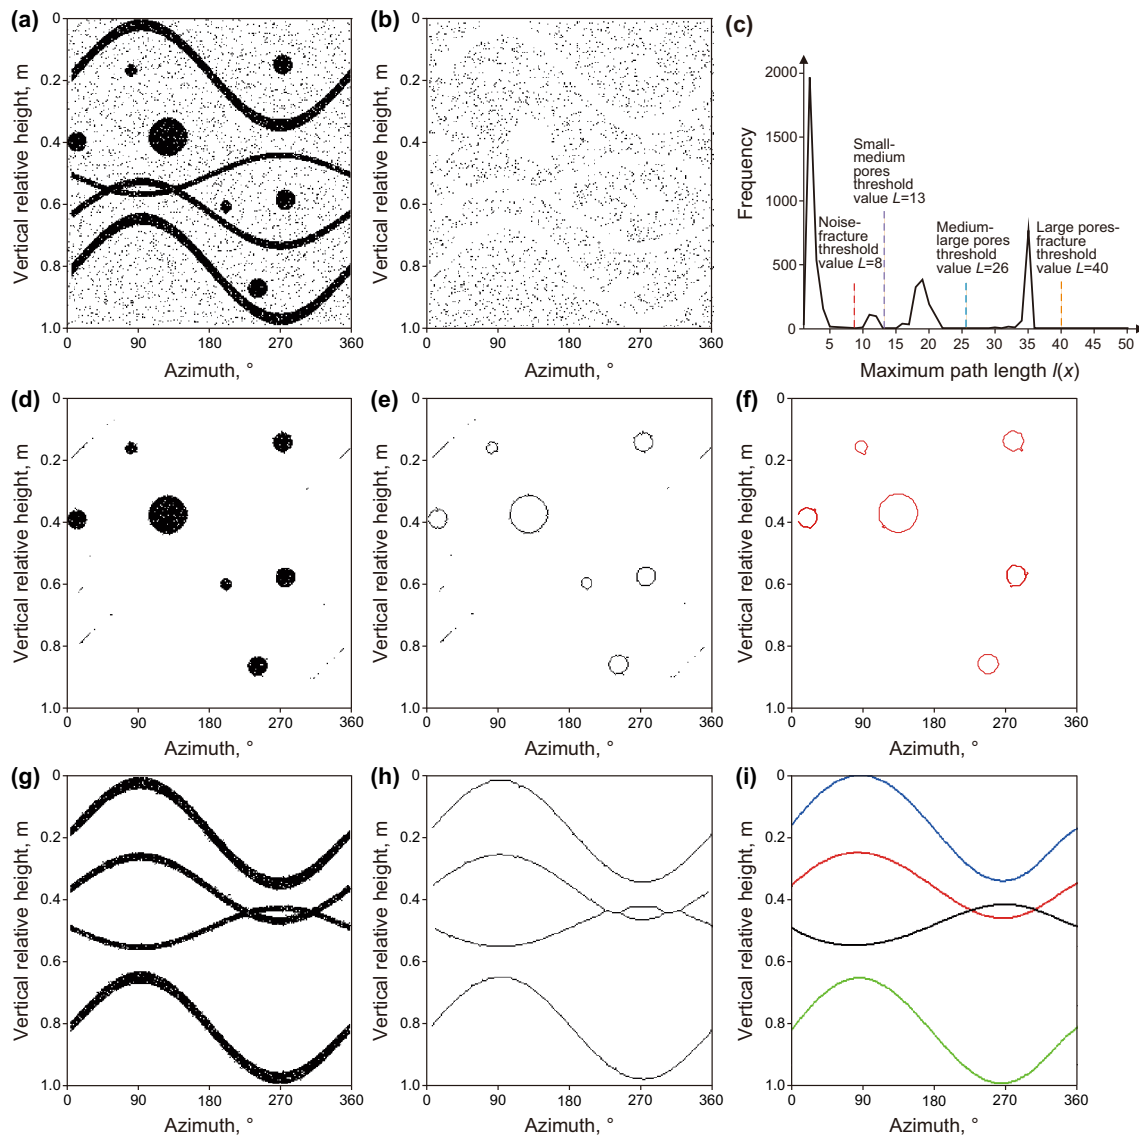 (a)
Vertical relative height, m
0
0.2
0.4
0.6
0.8
1.0
0 90 180 270 360
Azimuth, °
(b)
Vertical relative height, m
0
0.2
0.4
0.6
0.8
1.0
0 90 180 270 360
Azimuth, °
(c)
Frequency
2000
1500
1000
500
0
Noise-
fracture
threshold
value L=8
Small-
medium
pores
threshold
value L=13
Medium-
large pores
threshold
value L=26
Large pores-
fracture
threshold
value L=40
5 10 15 20 25 30 35 40 45 50
Maximum path length l(x)
(d)
Vertical relative height, m
0
0.2
0.4
0.6
0.8
1.0
0 90 180 270 360
Azimuth, °
(e)
Vertical relative height, m
0
0.2
0.4
0.6
0.8
1.0
0 90 180 270 360
Azimuth, °
(f)
Vertical relative height, m
0
0.2
0.4
0.6
0.8
1.0
0 180 270 360
Azimuth, °
(g)
Vertical relative height, m
0
0.2
0.4
0.6
0.8
1.0
0 90 180 270 360
Azimuth, °
(h)
Vertical relative height, m
0
0.2
0.4
0.6
0.8
1.0
0 90 180 270 360
Azimuth, °
(i)
Vertical relative height, m
0
0.2
0.4
0.6
0.8
1.0
0 90 180 270 360
Azimuth, °